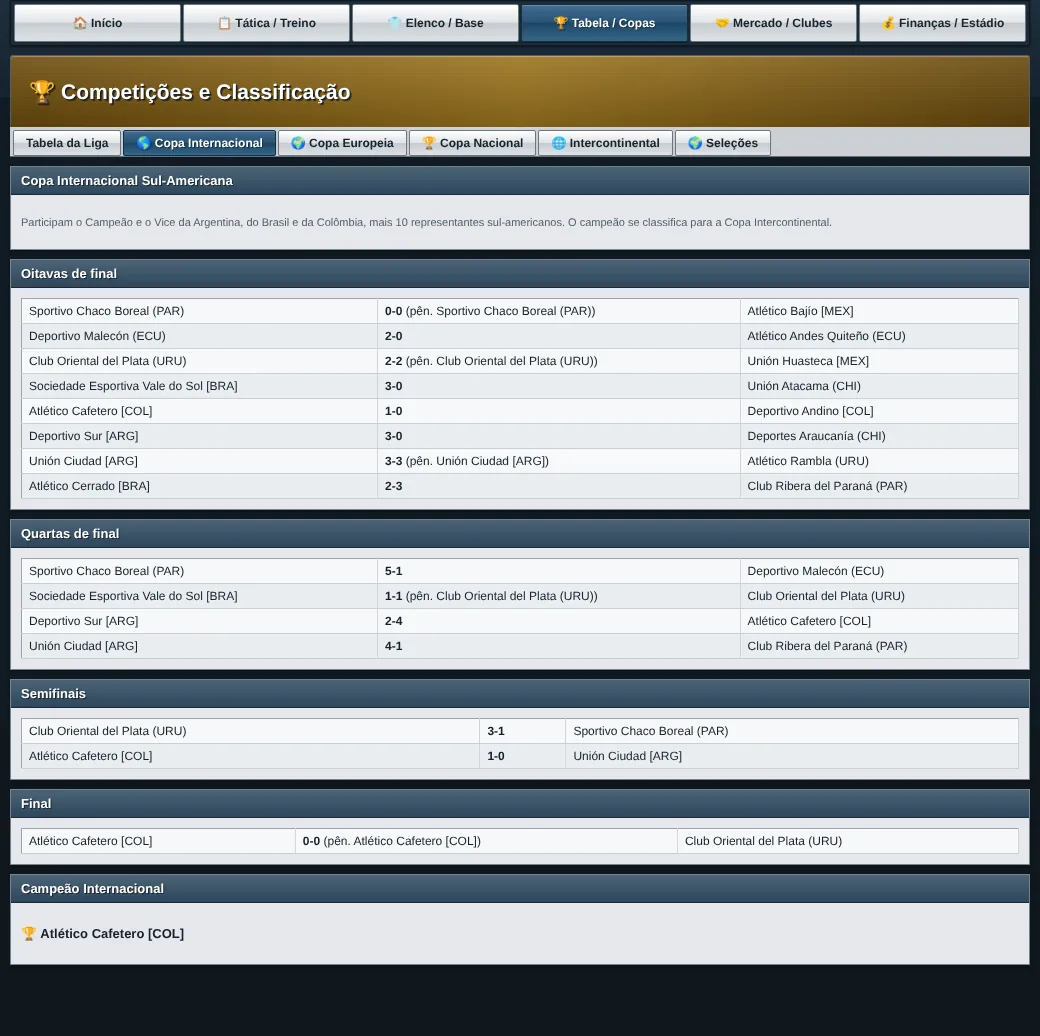 🏠 Início
📋 Tática / Treino
👕 Elenco / Base
🏆 Tabela / Copas
🤝 Mercado / Clubes
💰 Finanças / Estádio
🏆 Competições e Classificação
Tabela da Liga
🌎 Copa Internacional
🌍 Copa Europeia
🏆 Copa Nacional
🌐 Intercontinental
🌍 Seleções
Copa Internacional Sul-Americana
Participam o Campeão e o Vice da Argentina, do Brasil e da Colômbia, mais 10 representantes sul-americanos. O campeão se classifica para a Copa Intercontinental.
Oitavas de final
Sportivo Chaco Boreal (PAR) 0-0 (pên. Sportivo Chaco Boreal (PAR)) Atlético Bajío [MEX]
Deportivo Malecón (ECU) 2-0 Atlético Andes Quiteño (ECU)
Club Oriental del Plata (URU) 2-2 (pên. Club Oriental del Plata (URU)) Unión Huasteca [MEX]
Sociedade Esportiva Vale do Sol [BRA] 3-0 Unión Atacama (CHI)
Atlético Cafetero [COL] 1-0 Deportivo Andino [COL]
Deportivo Sur [ARG] 3-0 Deportes Araucanía (CHI)
Unión Ciudad [ARG] 3-3 (pên. Unión Ciudad [ARG]) Atlético Rambla (URU)
Atlético Cerrado [BRA] 2-3 Club Ribera del Paraná (PAR)
Quartas de final
Sportivo Chaco Boreal (PAR) 5-1 Deportivo Malecón (ECU)
Sociedade Esportiva Vale do Sol [BRA] 1-1 (pên. Club Oriental del Plata (URU)) Club Oriental del Plata (URU)
Deportivo Sur [ARG] 2-4 Atlético Cafetero [COL]
Unión Ciudad [ARG] 4-1 Club Ribera del Paraná (PAR)
Semifinais
Club Oriental del Plata (URU) 3-1 Sportivo Chaco Boreal (PAR)
Atlético Cafetero [COL] 1-0 Unión Ciudad [ARG]
Final
Atlético Cafetero [COL] 0-0 (pên. Atlético Cafetero [COL]) Club Oriental del Plata (URU)
Campeão Internacional
🏆 Atlético Cafetero [COL]